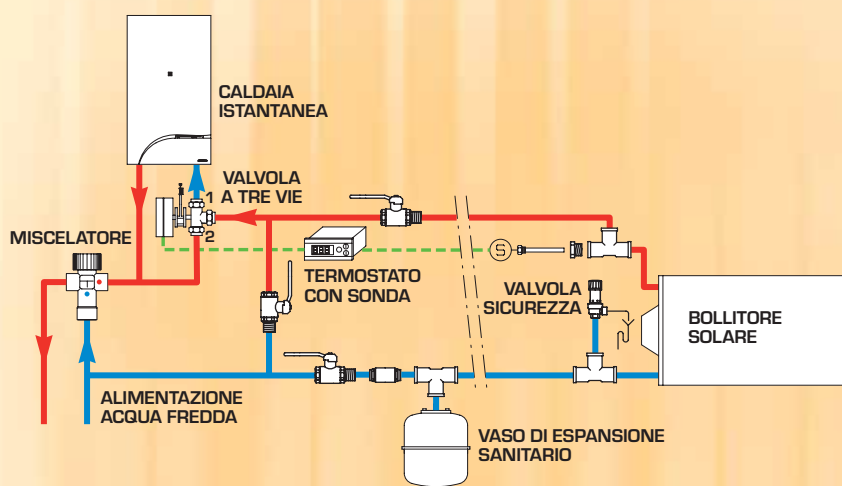 CALDAIA
ISTANTANEA
VALVOLA
A TRE VIE
1
2
MISCELATORE
TERMOSTATO
CON SONDA
S
VALVOLA
SICUREZZA
BOLLITORE
SOLARE
ALIMENTAZIONE
ACQUA FREDDA
VASO DI ESPANSIONE
SANITARIO